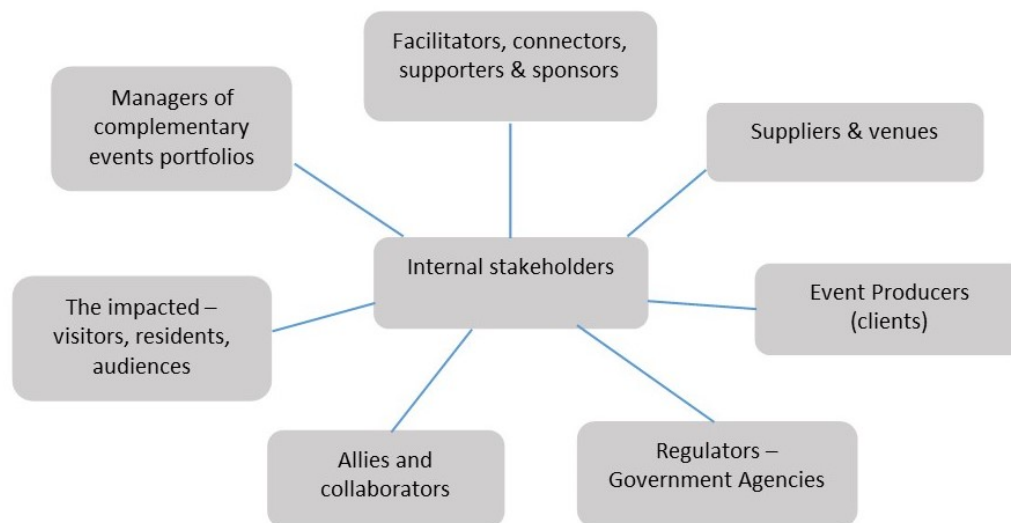 Facilitators, connectors,
supporters & sponsors
Managers of
complementary
events portfolios
Suppliers & venues
Internal stakeholders
The impacted –
visitors, residents,
audiences
Event Producers
(clients)
Allies and
collaborators
Regulators –
Government Agencies